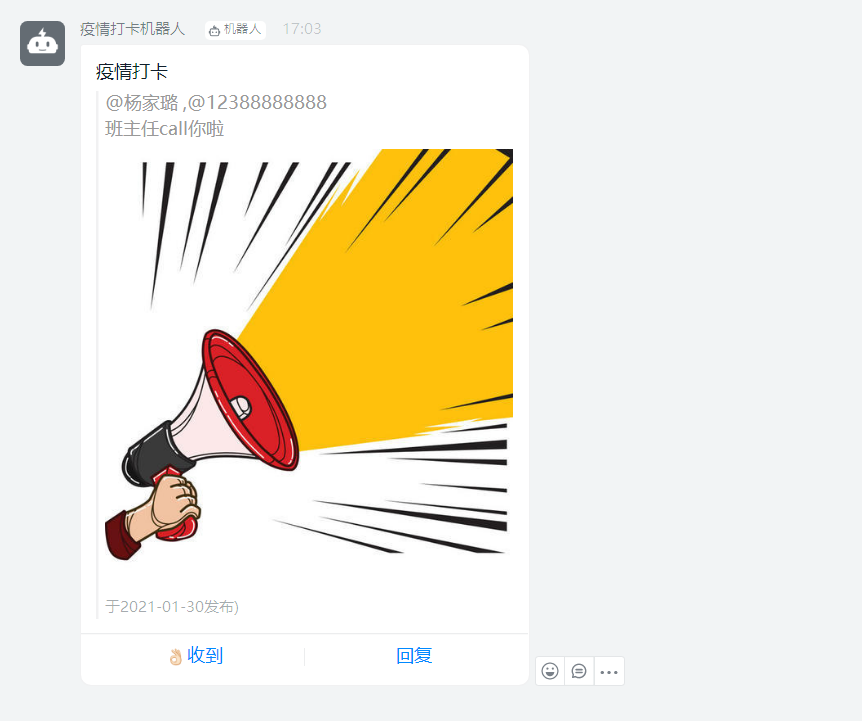 疫情打卡机器人 机器人 17:03
疫情打卡
@杨家璐 ,@12388888888
班主任call你啦
于2021-01-30发布)
👌🏻收到 回复